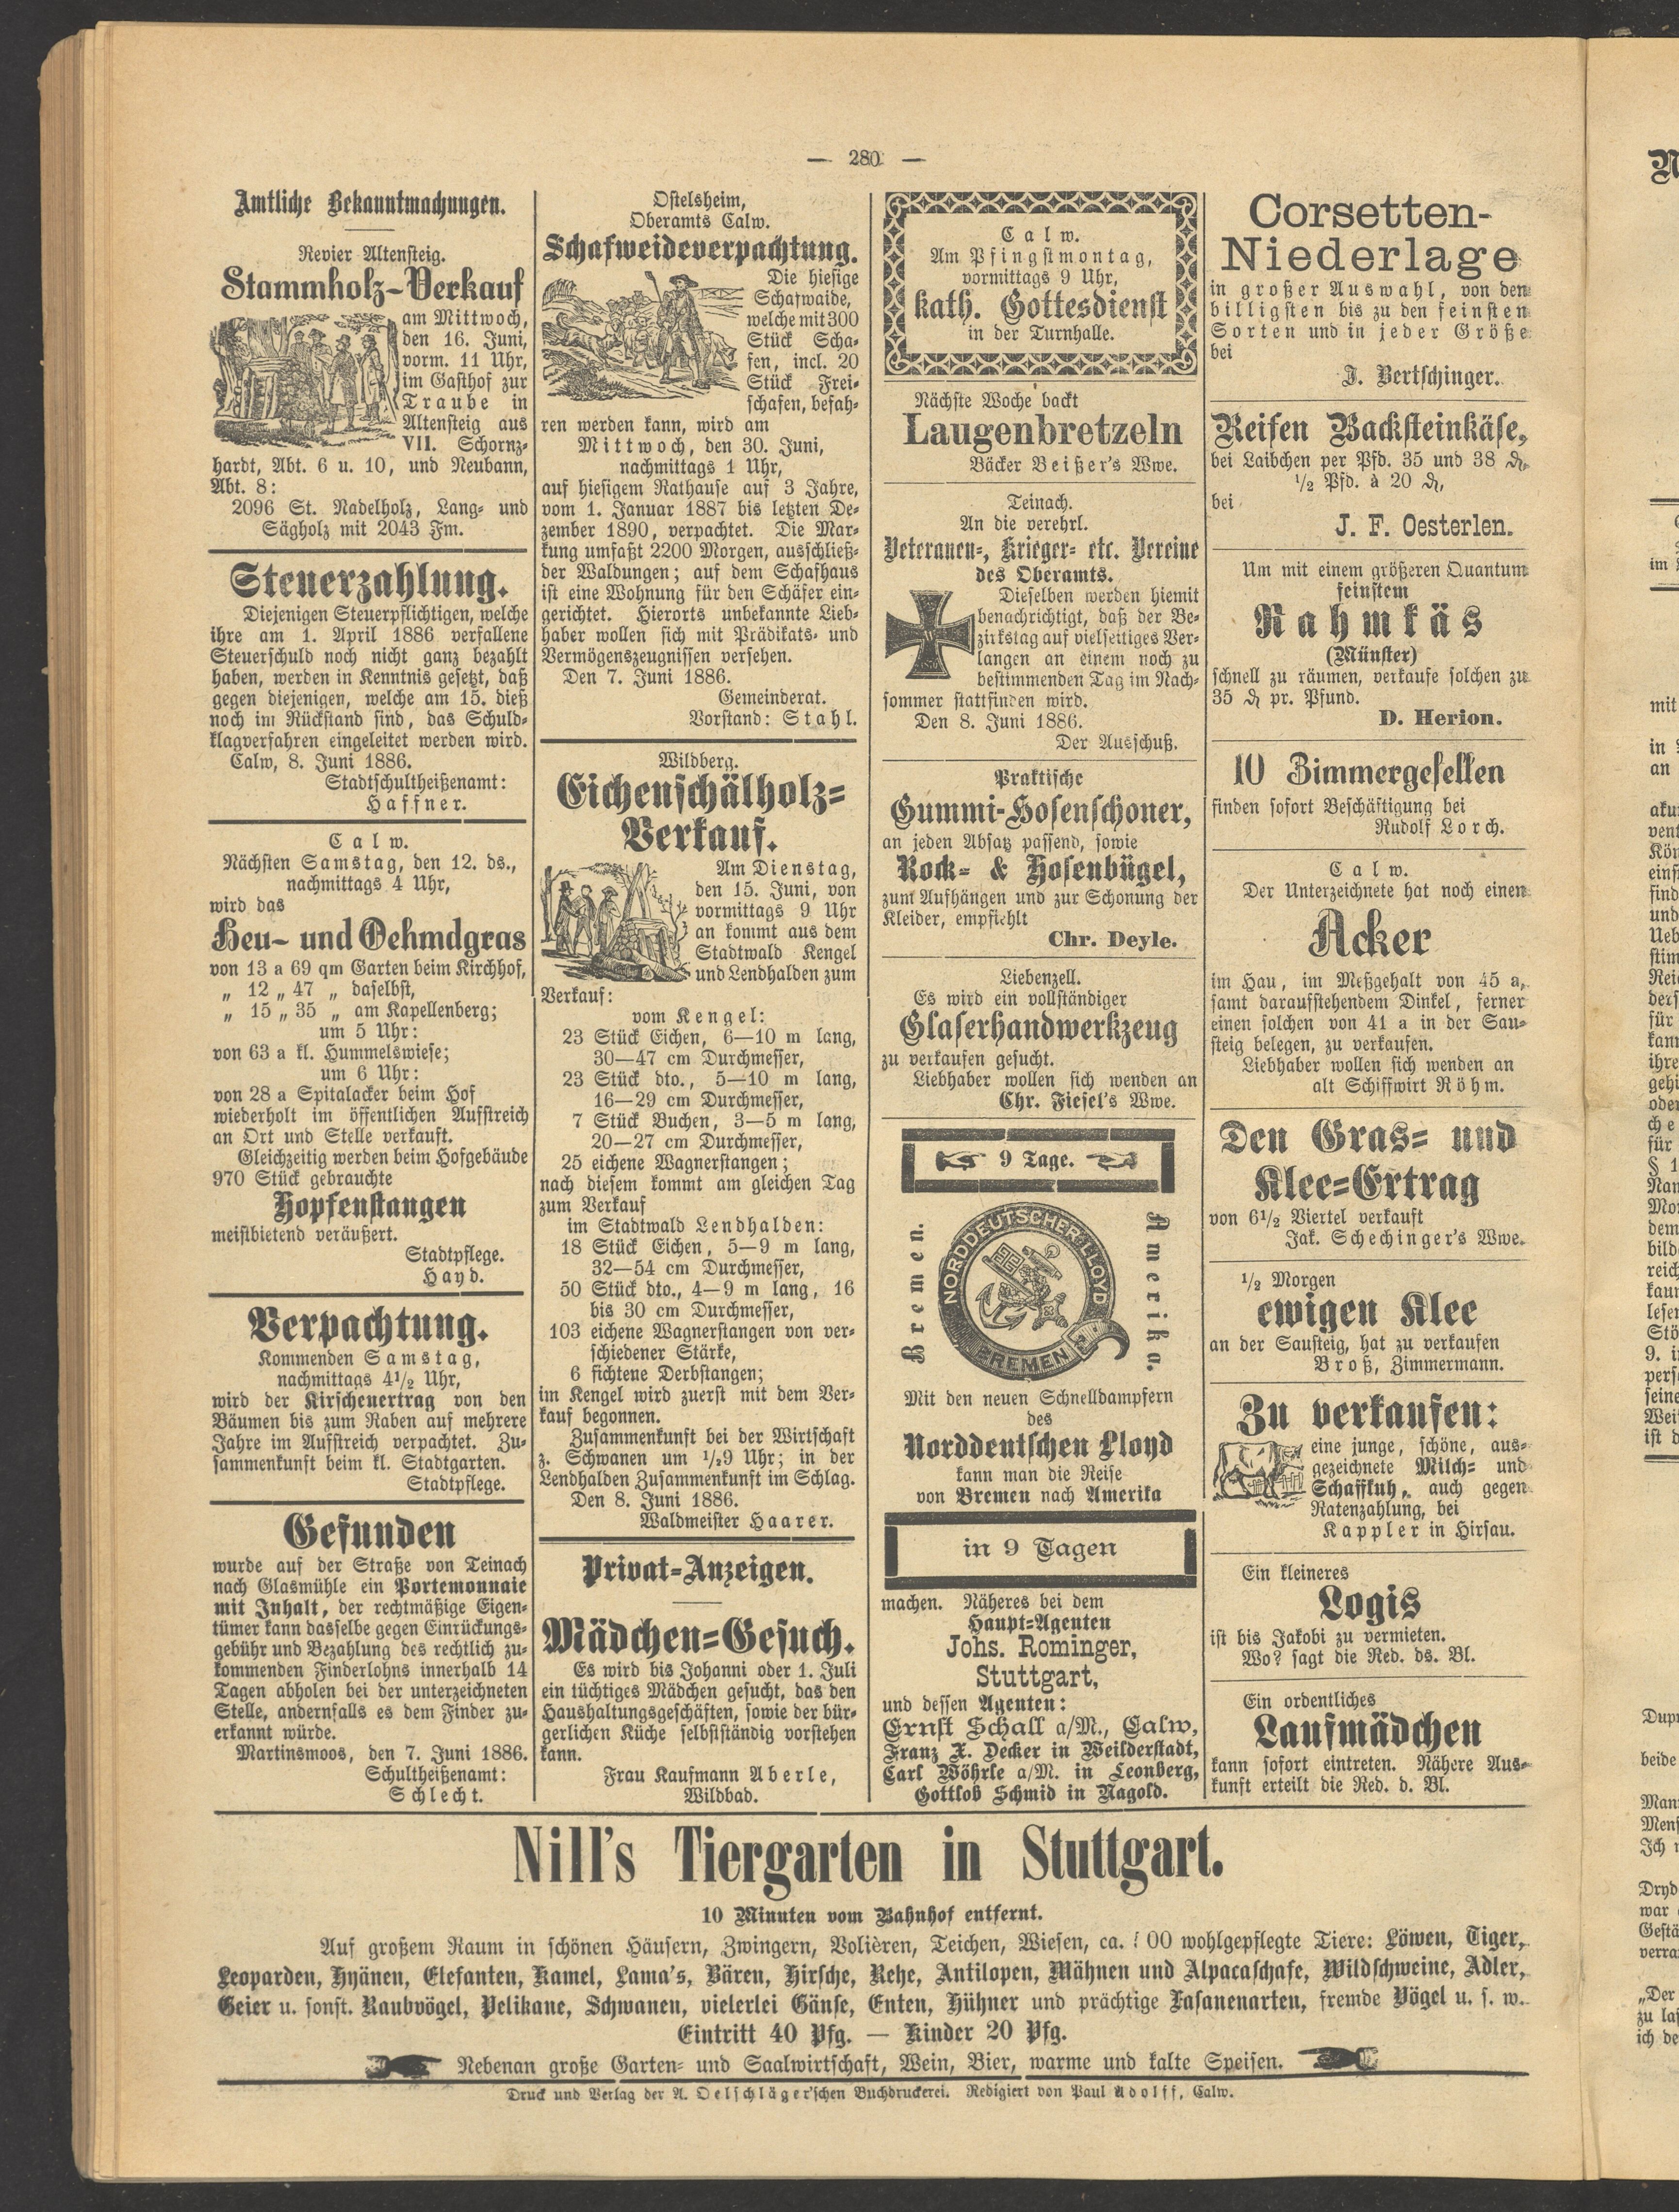 — 280 —
Amtliche Bekanntmachungen.
Revier Altensteig.
Stammholz-Verkauf
am Mittwoch,
den 16. Juni,
vorm. 11 Uhr,
im Gasthof zur
Traube in
Altensteig aus
VII. Schornz-
hardt, Abt. 6 u. 10, und Neubann,
Abt. 8:
2096 St. Nadelholz, Lang- und
Sägholz mit 2043 Fm.
Steuerzahlung.
Diejenigen Steuerpflichtigen, welche
ihre am 1. April 1886 verfallene
Steuerschuld noch nicht ganz bezahlt
haben, werden in Kenntnis gesetzt, daß
gegen diejenigen, welche am 15. dieß
noch im Rückstand sind, das Schuld-
klagverfahren eingeleitet werden wird.
Calw, 8. Juni 1886.
Stadtschultheißenamt:
Haffner.
Calw.
Nächsten Samstag, den 12. ds.,
nachmittags 4 Uhr,
wird das
Heu- und Oehmdgras
von 13 a 69 qm Garten beim Kirchhof,
„ 12 „ 47 „ daselbst,
„ 15 „ 35 „ am Kapellenberg;
um 5 Uhr:
von 63 a kl. Hummelswiese;
um 6 Uhr:
von 28 a Spitalacker beim Hof
wiederholt im öffentlichen Aufstreich
an Ort und Stelle verkauft.
Gleichzeitig werden beim Hofgebäude
970 Stück gebrauchte
Hopfenstangen
meistbietend veräußert.
Stadtpflege.
Hayd.
Verpachtung.
Kommenden Samstag,
nachmittags 4½ Uhr,
wird der Kirschenertrag von den
Bäumen bis zum Raben auf mehrere
Jahre im Aufstreich verpachtet. Zu-
sammenkunft beim kl. Stadtgarten.
Stadtpflege.
Gefunden
wurde auf der Straße von Teinach
nach Glasmühle ein Portemonnaie
mit Inhalt, der rechtmäßige Eigen-
tümer kann dasselbe gegen Einrückungs-
gebühr und Bezahlung des rechtlich zu-
kommenden Finderlohns innerhalb 14
Tagen abholen bei der unterzeichneten
Stelle, andernfalls es dem Finder zu-
erkannt würde.
Martinsmoos, den 7. Juni 1886.
Schultheißenamt:
Schlecht.
Ostelsheim,
Oberamts Calw.
Schafweideverpachtung.
Die hiesige
Schafwaide,
welche mit 300
Stück Scha-
fen, incl. 20
Stück Frei-
schafen, befah-
ren werden kann, wird am
Mittwoch, den 30. Juni,
nachmittags 1 Uhr,
auf hiesigem Rathause auf 3 Jahre,
vom 1. Januar 1887 bis letzten De-
zember 1890, verpachtet. Die Mar-
kung umfaßt 2200 Morgen, ausschließ-
der Waldungen; auf dem Schafhaus
ist eine Wohnung für den Schäfer ein-
gerichtet. Hierorts unbekannte Lieb-
haber wollen sich mit Prädikats- und
Vermögenszeugnissen versehen.
Den 7. Juni 1886.
Gemeinderat.
Vorstand: Stahl.
Wildberg.
Eichenschälholz-
Verkauf.
Am Dienstag,
den 15. Juni, von
vormittags 9 Uhr
an kommt aus dem
Stadtwald Kengel
und Lendhalden zum
Verkauf:
vom Kengel:
23 Stück Eichen, 6—10 m lang,
30—47 cm Durchmesser,
23 Stück dto., 5—10 m lang,
16—29 cm Durchmesser,
7 Stück Buchen, 3—5 m lang,
20—27 cm Durchmesser,
25 eichene Wagnerstangen;
nach diesem kommt am gleichen Tag
zum Verkauf
im Stadtwald Lendhalden:
18 Stück Eichen, 5—9 m lang,
32—54 cm Durchmesser,
50 Stück dto., 4—9 m lang, 16
bis 30 cm Durchmesser,
103 eichene Wagnerstangen von ver-
schiedener Stärke,
6 fichtene Derbstangen;
im Kengel wird zuerst mit dem Ver-
kauf begonnen.
Zusammenkunft bei der Wirtschaft
z. Schwanen um ½9 Uhr; in der
Lendhalden Zusammenkunft im Schlag.
Den 8. Juni 1886.
Waldmeister Haarer.
Privat-Anzeigen.
Mädchen-Gesuch.
Es wird bis Johanni oder 1. Juli
ein tüchtiges Mädchen gesucht, das den
Haushaltungsgeschäften, sowie der bür-
gerlichen Küche selbstständig vorstehen
kann.
Frau Kaufmann Aberle,
Wildbad.
Calw.
Am Pfingstmontag,
vormittags 9 Uhr,
kath. Gottesdienst
in der Turnhalle.
Nächste Woche backt
Laugenbretzeln
Bäcker Beißer's Wwe.
Teinach.
An die verehrl.
Veteranen-, Krieger- etc. Vereine
des Oberamts.
Dieselben werden hiemit
benachrichtigt, daß der Be-
zirkstag auf vielseitiges Ver-
langen an einem noch zu
bestimmenden Tag im Nach-
sommer stattfinden wird.
Den 8. Juni 1886.
Der Ausschuß.
W
1870
Praktische
Gummi-Hosenschoner,
an jeden Absatz passend, sowie
Rock- & Hosenbügel,
zum Aufhängen und zur Schonung der
Kleider, empfiehlt
Chr. Deyle.
Liebenzell.
Es wird ein vollständiger
Glaserhandwerkzeug
zu verkaufen gesucht.
Liebhaber wollen sich wenden an
Chr. Fiesel's Wwe.
9 Tage.
Bremen.
NORDDEUTSCHER LLOYD
BREMEN
Amerika.
Mit den neuen Schnelldampfern
des
Norddeutschen Lloyd
kann man die Reise
von Bremen nach Amerika
in 9 Tagen
machen. Näheres bei dem
Haupt-Agenten
Johs. Rominger,
Stuttgart,
und dessen Agenten:
Ernst Schall a/M., Calw,
Franz X. Decker in Weilderstadt,
Carl Wöhrle a/M. in Leonberg,
Gottlob Schmid in Nagold.
Corsetten-
Niederlage
in großer Auswahl, von den
billigsten bis zu den feinsten
Sorten und in jeder Größe
bei
J. Bertschinger.
Reifen Backsteinkäse,
bei Laibchen per Pfd. 35 und 38 ₰,
½ Pfd. à 20 ₰,
bei
J. F. Oesterlen.
Um mit einem größeren Quantum
feinstem
Rahmkäs
(Münster)
schnell zu räumen, verkaufe solchen zu
35 ₰ pr. Pfund.
D. Herion.
10 Zimmergesellen
finden sofort Beschäftigung bei
Rudolf Lorch.
Calw.
Der Unterzeichnete hat noch einen
Acker
im Hau, im Meßgehalt von 45 a,
samt daraufstehendem Dinkel, ferner
einen solchen von 41 a in der Sau-
steig belegen, zu verkaufen.
Liebhaber wollen sich wenden an
alt Schiffwirt Röhm.
Den Gras- und
Klee-Ertrag
von 6½ Viertel verkauft
Jak. Schechinger's Wwe.
½ Morgen
ewigen Klee
an der Saufteig, hat zu verkaufen
Broß, Zimmermann.
Zu verkaufen:
eine junge, schöne, aus-
gezeichnete Milch- und
Schaffkuh, auch gegen
Ratenzahlung, bei
Kappler in Hirsau.
Ein kleineres
Logis
ist bis Jakobi zu vermieten.
Wo? sagt die Red. ds. Bl.
Ein ordentliches
Laufmädchen
kann sofort eintreten. Nähere Aus-
kunft erteilt die Red. d. Bl.
Nill's Tiergarten in Stuttgart.
10 Minuten vom Bahnhof entfernt.
Auf großem Raum in schönen Häusern, Zwingern, Volièren, Teichen, Wiesen, ca. 00 wohlgepflegte Tiere: Löwen, Tiger,
Leoparden, Hyänen, Elefanten, Kamel, Lama's, Bären, Hirsche, Rehe, Antilopen, Mähnen und Alpacaschafe, Wildschweine, Adler,
Geier u. sonst. Raubvögel, Pelikane, Schwanen, vielerlei Gänse, Enten, Hühner und prächtige Fasanenarten, fremde Vögel u. s. w.
Eintritt 40 Pfg. — Kinder 20 Pfg.
Nebenan große Garten- und Saalwirtschaft, Wein, Bier, warme und kalte Speisen.
Druck und Verlag der A. Oelschläger'schen Buchdruckerei. Redigiert von Paul Adolff, Calw.